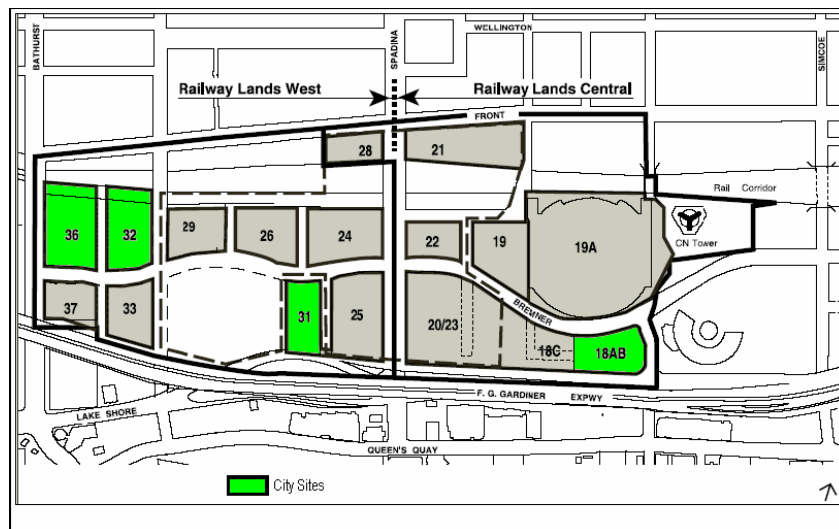 BATHURST
SPADINA
WELLINGTON
SIMCOE
Railway Lands West
Railway Lands Central
FRONT
28
21
Rail Corridor
36
32
29
26
24
22
19
19A
CN Tower
37
33
31
25
20/23
BREMNER
18C
18AB
F. G. GARDINER EXPWY
LAKE SHORE
QUEEN'S QUAY
City Sites